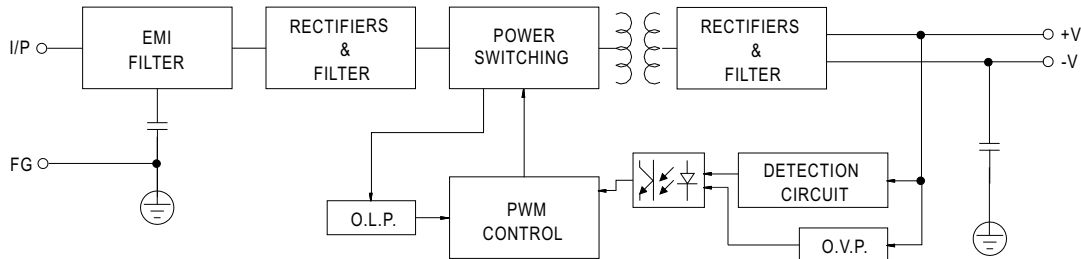 I/P
EMI
FILTER
RECTIFIERS
&
FILTER
POWER
SWITCHING
RECTIFIERS
&
FILTER
+V
-V
FG
O.L.P.
PWM
CONTROL
DETECTION
CIRCUIT
O.V.P.